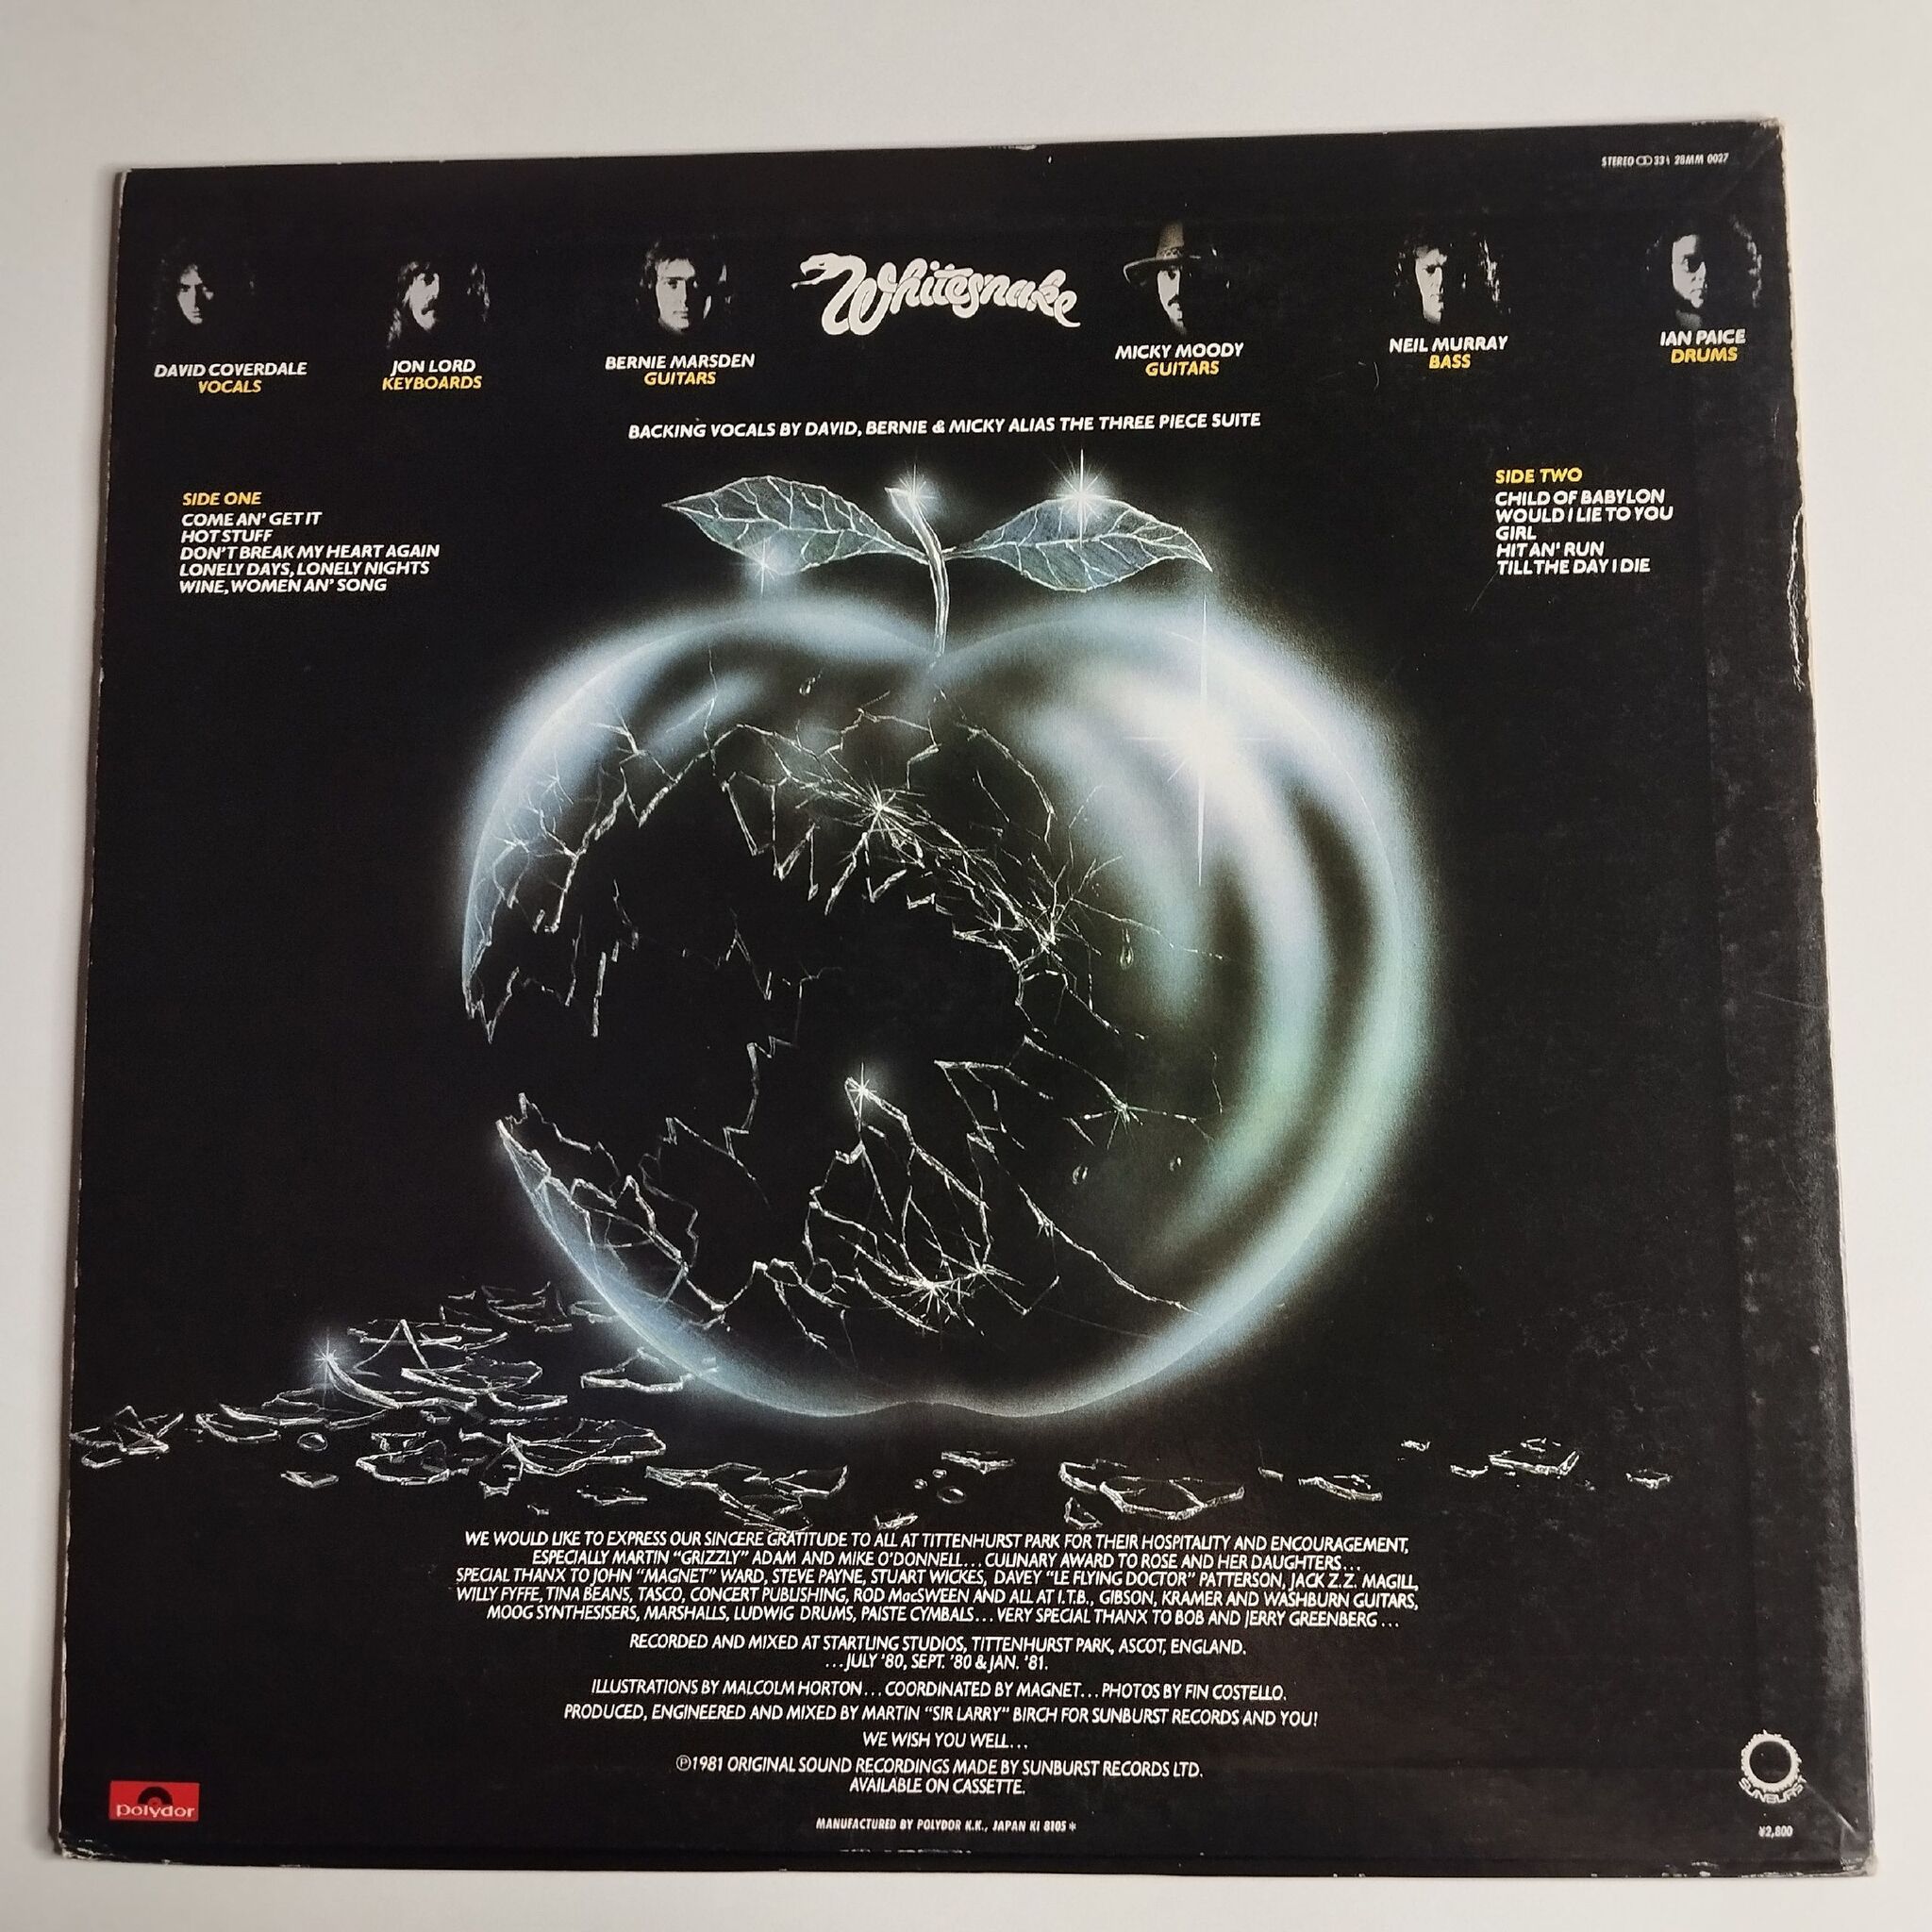 STEREO 33⅓ 28MM 0027
Whitesnake
DAVID COVERDALE
VOCALS
JON LORD
KEYBOARDS
BERNIE MARSDEN
GUITARS
MICKY MOODY
GUITARS
NEIL MURRAY
BASS
IAN PAICE
DRUMS
BACKING VOCALS BY DAVID, BERNIE & MICKY ALIAS THE THREE PIECE SUITE
SIDE ONE
COME AN' GET IT
HOT STUFF
DON'T BREAK MY HEART AGAIN
LONELY DAYS, LONELY NIGHTS
WINE, WOMEN AN' SONG
SIDE TWO
CHILD OF BABYLON
WOULD I LIE TO YOU
GIRL
HIT AN' RUN
TILL THE DAY I DIE
WE WOULD LIKE TO EXPRESS OUR SINCERE GRATITUDE TO ALL AT TITTENHURST PARK FOR THEIR HOSPITALITY AND ENCOURAGEMENT,
ESPECIALLY MARTIN “GRIZZLY” ADAM AND MIKE O'DONNELL... CULINARY AWARD TO ROSE AND HER DAUGHTERS...
SPECIAL THANX TO JOHN “MAGNET” WARD, STEVE PAYNE, STUART WICKES, DAVEY “LE FLYING DOCTOR” PATTERSON, JACK Z.Z. MAGILL,
WILLY FYFFE, TINA BEANS, TASCO, CONCERT PUBLISHING, ROD MacSWEEN AND ALL AT I.T.B., GIBSON, KRAMER AND WASHBURN GUITARS,
MOOG SYNTHESISERS, MARSHALLS, LUDWIG DRUMS, PAISTE CYMBALS... VERY SPECIAL THANX TO BOB AND JERRY GREENBERG...
RECORDED AND MIXED AT STARTLING STUDIOS, TITTENHURST PARK, ASCOT, ENGLAND.
...JULY '80, SEPT. '80 & JAN. '81.
ILLUSTRATIONS BY MALCOLM HORTON... COORDINATED BY MAGNET... PHOTOS BY FIN COSTELLO.
PRODUCED, ENGINEERED AND MIXED BY MARTIN “SIR LARRY” BIRCH FOR SUNBURST RECORDS AND YOU!
WE WISH YOU WELL...
℗1981 ORIGINAL SOUND RECORDINGS MADE BY SUNBURST RECORDS LTD.
AVAILABLE ON CASSETTE.
polydor
MANUFACTURED BY POLYDOR K.K., JAPAN KI 8105 *
SUNBURST
¥2,800